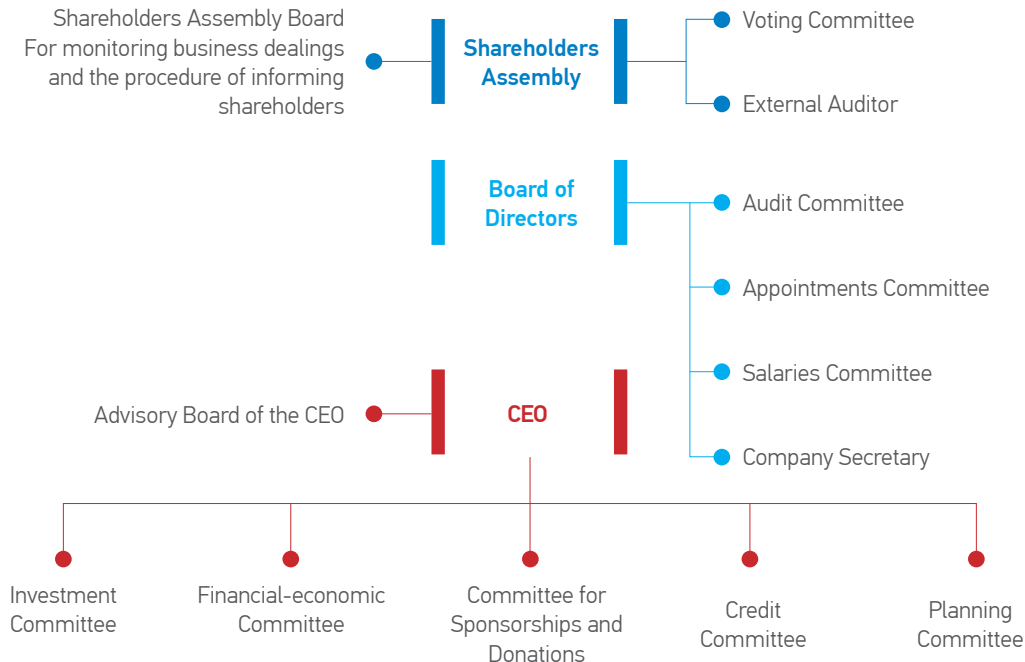 Shareholders Assembly Board
For monitoring business dealings
and the procedure of informing
shareholders
Shareholders
Assembly
Voting Committee
External Auditor
Board of
Directors
Audit Committee
Appointments Committee
Salaries Committee
Company Secretary
Advisory Board of the CEO
CEO
Investment
Committee
Financial-economic
Committee
Committee for
Sponsorships and
Donations
Credit
Committee
Planning
Committee